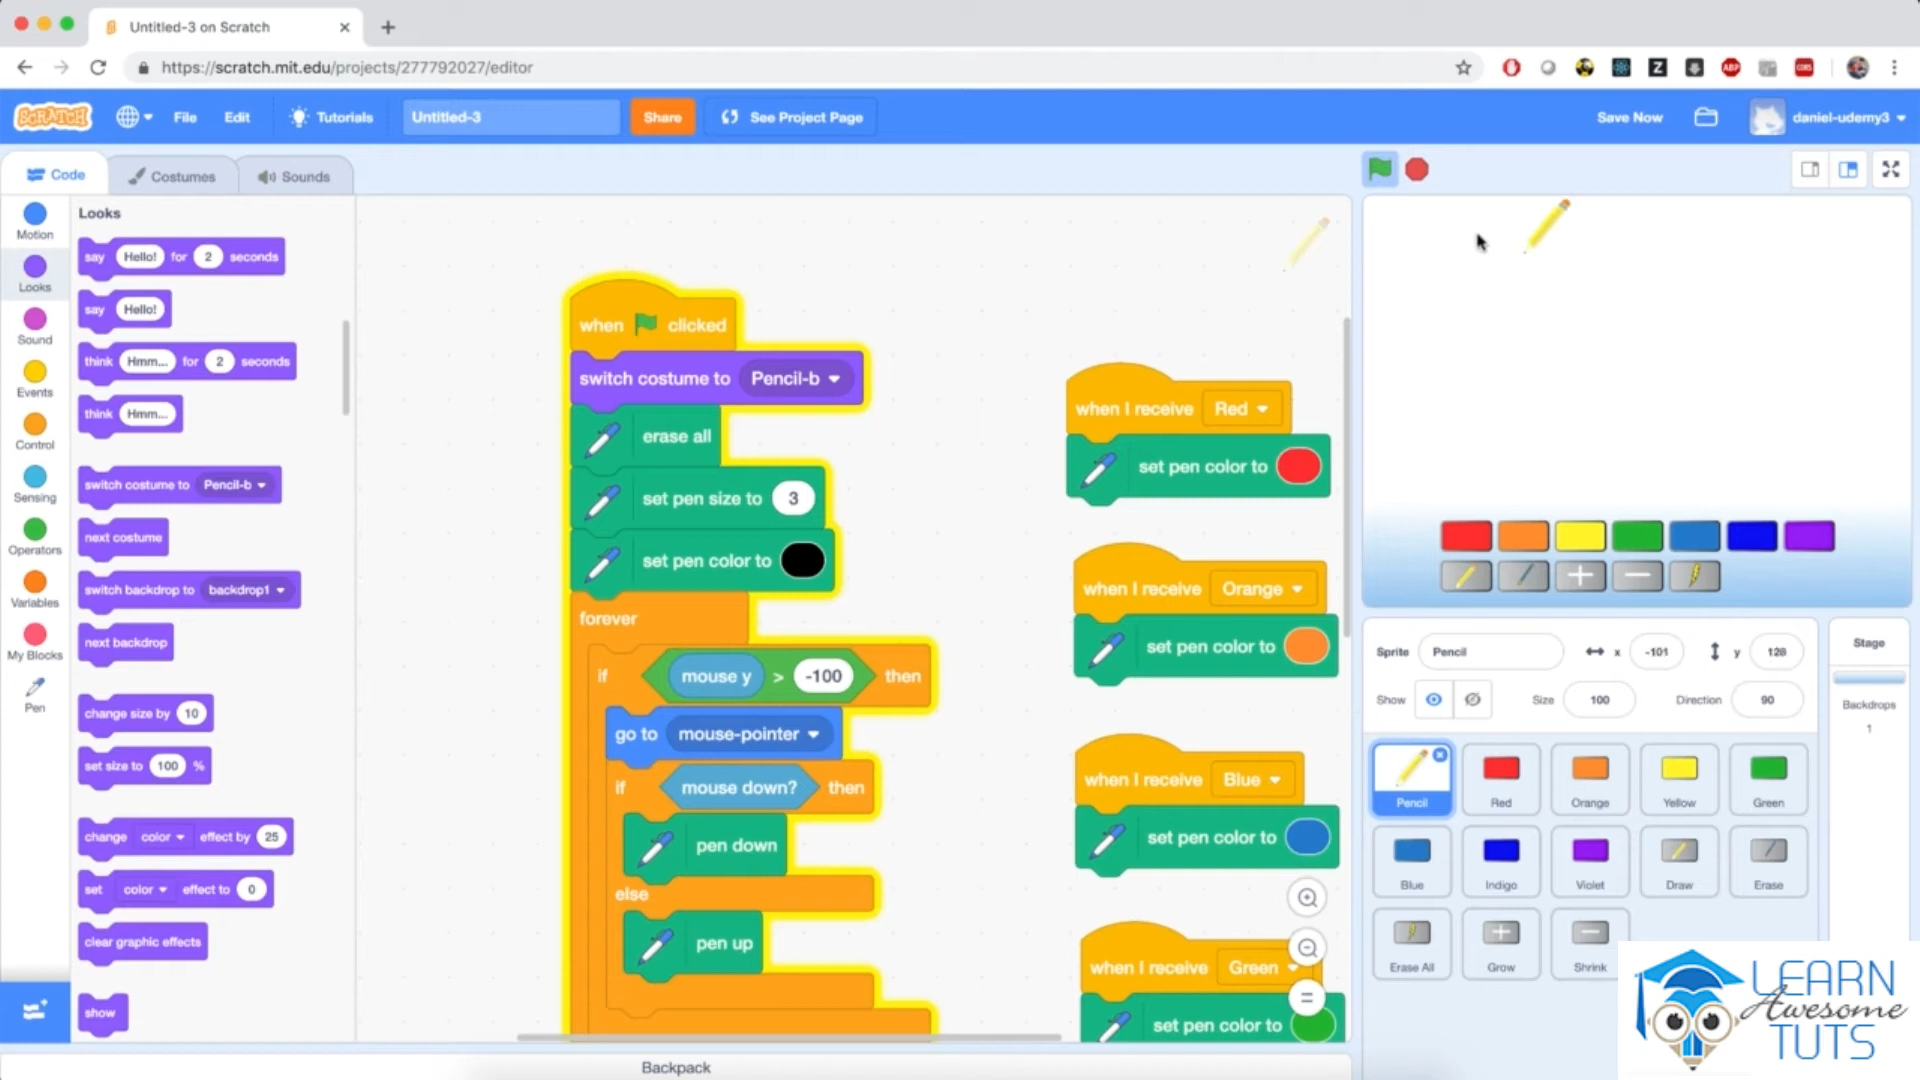 Untitled-3 on Scratch
https://scratch.mit.edu/projects/277792027/editor
SCRATCH File Edit Tutorials Untitled-3 Share See Project Page Save Now daniel-udemy3
Code Costumes Sounds
Motion
Looks
Sound
Events
Control
Sensing
Operators
Variables
My Blocks
Pen
Looks
say Hello! for 2 seconds
say Hello!
think Hmm... for 2 seconds
think Hmm...
switch costume to Pencil-b
next costume
switch backdrop to backdrop1
next backdrop
change size by 10
set size to 100 %
change color effect by 25
set color effect to 0
clear graphic effects
show
when clicked
switch costume to Pencil-b
erase all
set pen size to 3
set pen color to
forever
if mouse y > -100 then
go to mouse-pointer
if mouse down? then
pen down
else
pen up
when I receive Red
set pen color to
when I receive Orange
set pen color to
when I receive Blue
set pen color to
when I receive Green
set pen color to
Backpack
Sprite Pencil x -101 y 128
Show Size 100 Direction 90
Pencil Red Orange Yellow Green
Blue Indigo Violet Draw Erase
Erase All Grow Shrink
Stage
Backdrops
1
LEARN
Awesome
TUTS
ABP
CORS
Z